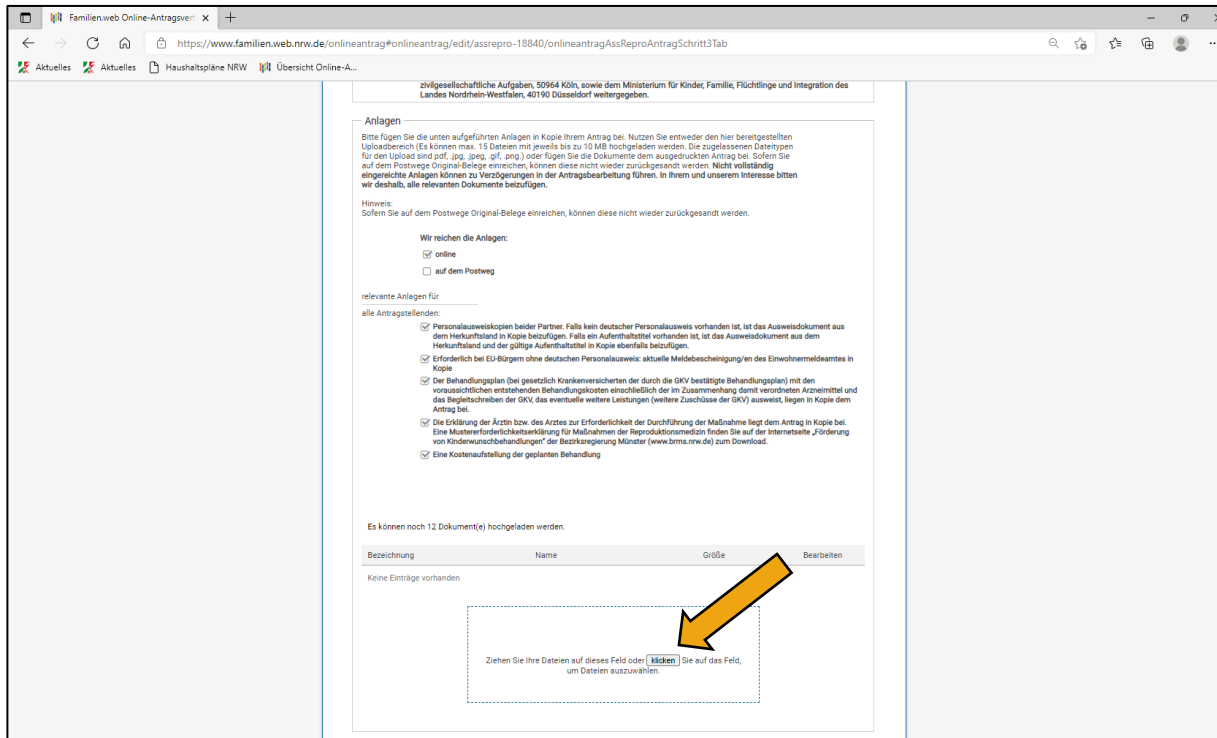 Familien.web Online-Antragsverf
https://www.familien.web.nrw.de/onlineantrag#onlineantrag/edit/assrepro-18840/onlineantragAssReproAntragSchritt3Tab
Aktuelles Aktuelles Haushaltspläne NRW Übersicht Online-A...
zivilgesellschaftliche Aufgaben, 50964 Köln, sowie dem Ministerium für Kinder, Familie, Flüchtlinge und Integration des
Landes Nordrhein-Westfalen, 40190 Düsseldorf weitergegeben.
Anlagen
Bitte fügen Sie die unten aufgeführten Anlagen in Kopie Ihrem Antrag bei. Nutzen Sie entweder den hier bereitgestellten
Uploadbereich (Es können max. 15 Dateien mit jeweils bis zu 10 MB hochgeladen werden. Die zugelassenen Dateitypen
für den Upload sind pdf, .jpg, .jpeg, .gif, .png.) oder fügen Sie die Dokumente dem ausgedruckten Antrag bei. Sofern Sie
auf dem Postwege Original-Belege einreichen, können diese nicht wieder zurückgesandt werden. Nicht vollständig
eingereichte Anlagen können zu Verzögerungen in der Antragsbearbeitung führen. In Ihrem und unserem Interesse bitten
wir deshalb, alle relevanten Dokumente beizufügen.
Hinweis:
Sofern Sie auf dem Postwege Original-Belege einreichen, können diese nicht wieder zurückgesandt werden.
Wir reichen die Anlagen:
online
auf dem Postweg
relevante Anlagen für
alle Antragstellenden:
Personalausweiskopien beider Partner. Falls kein deutscher Personalausweis vorhanden ist, ist das Ausweisdokument aus
dem Herkunftsland in Kopie beizufügen. Falls ein Aufenthaltstitel vorhanden ist, ist das Ausweisdokument aus dem
Herkunftsland und der gültige Aufenthaltstitel in Kopie ebenfalls beizufügen.
Erforderlich bei EU-Bürgern ohne deutschen Personalausweis: aktuelle Meldebescheinigung/en des Einwohnermeldeamtes in
Kopie
Der Behandlungsplan (bei gesetzlich Krankenversicherten der durch die GKV bestätigte Behandlungsplan) mit den
voraussichtlichen entstehenden Behandlungskosten einschließlich der im Zusammenhang damit verordneten Arzneimittel und
das Begleitschreiben der GKV, das eventuelle weitere Leistungen (weitere Zuschüsse der GKV) ausweist, liegen in Kopie dem
Antrag bei.
Die Erklärung der Ärztin bzw. des Arztes zur Erforderlichkeit der Durchführung der Maßnahme liegt dem Antrag in Kopie bei.
Eine Mustererforderlichkeitserklärung für Maßnahmen der Reproduktionsmedizin finden Sie auf der Internetseite „Förderung
von Kinderwunschbehandlungen" der Bezirksregierung Münster (www.brms.nrw.de) zum Download.
Eine Kostenaufstellung der geplanten Behandlung
Es können noch 12 Dokument(e) hochgeladen werden.
Bezeichnung Name Größe Bearbeiten
Keine Einträge vorhanden
Ziehen Sie Ihre Dateien auf dieses Feld oder klicken Sie auf das Feld,
um Dateien auszuwählen.